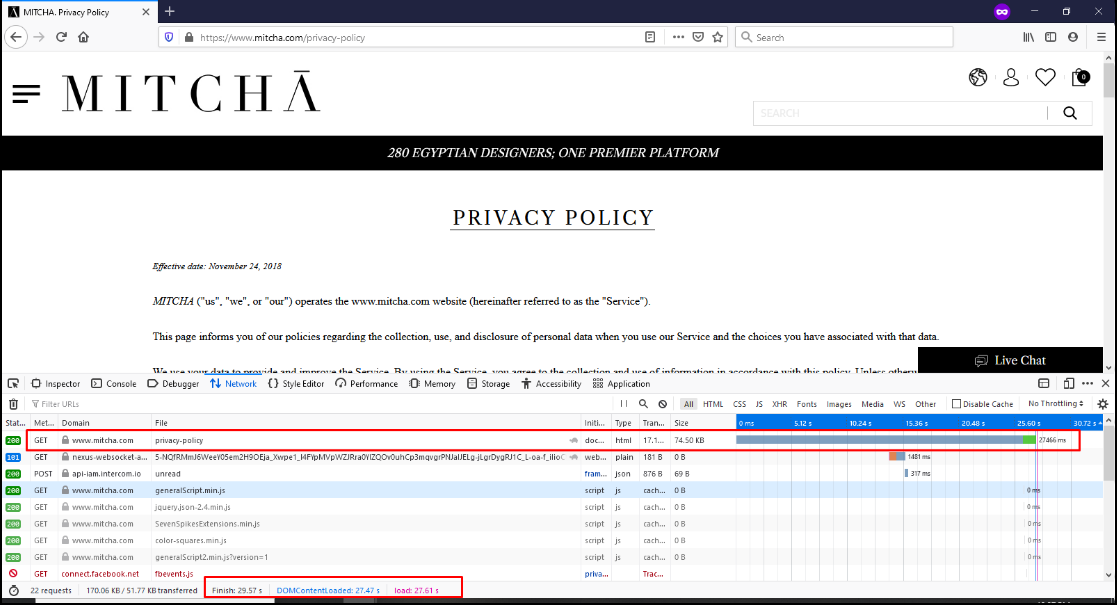 MITCHA. Privacy Policy
https://www.mitcha.com/privacy-policy
Search
MITCHĀ
0
SEARCH
280 EGYPTIAN DESIGNERS; ONE PREMIER PLATFORM
PRIVACY POLICY
Effective date: November 24, 2018
MITCHA ("us", "we", or "our") operates the www.mitcha.com website (hereinafter referred to as the "Service").
This page informs you of our policies regarding the collection, use, and disclosure of personal data when you use our Service and the choices you have associated with that data.
We use your data to provide and improve the Service. By using the Service, you agree to the collection and use of information in accordance with this policy. Unless otherw
Live Chat
Inspector Console Debugger Network Style Editor Performance Memory Storage Accessibility Application
Filter URLs
All HTML CSS JS XHR Fonts Images Media WS Other Disable Cache No Throttling
Stat... Met... Domain File Initi... Type Tran... Size 0 ms 5.12 s 10.24 s 15.36 s 20.48 s 25.60 s 30.72 s
200 GET www.mitcha.com privacy-policy doc... html 17.1... 74.50 KB 27466 ms
101 GET nexus-websocket-a... web... plain 181 B 0 B 1481 ms
200 POST api-iam.intercom.io unread fram... json 876 B 69 B 317 ms
200 GET www.mitcha.com generalScript.min.js script js cach... 0 B 0 ms
200 GET www.mitcha.com jquery.json-2.4.min.js script js cach... 0 B 0 ms
200 GET www.mitcha.com SevenSpikesExtensions.min.js script js cach... 0 B 0 ms
200 GET www.mitcha.com color-squares.min.js script js cach... 0 B 0 ms
200 GET www.mitcha.com generalScript2.min.js?version=1 script js cach... 0 B 0 ms
GET connect.facebook.net fbevents.js priva... Trac...
22 requests 170.06 KB / 51.77 KB transferred Finish: 29.57 s DOMContentLoaded: 27.47 s load: 27.61 s